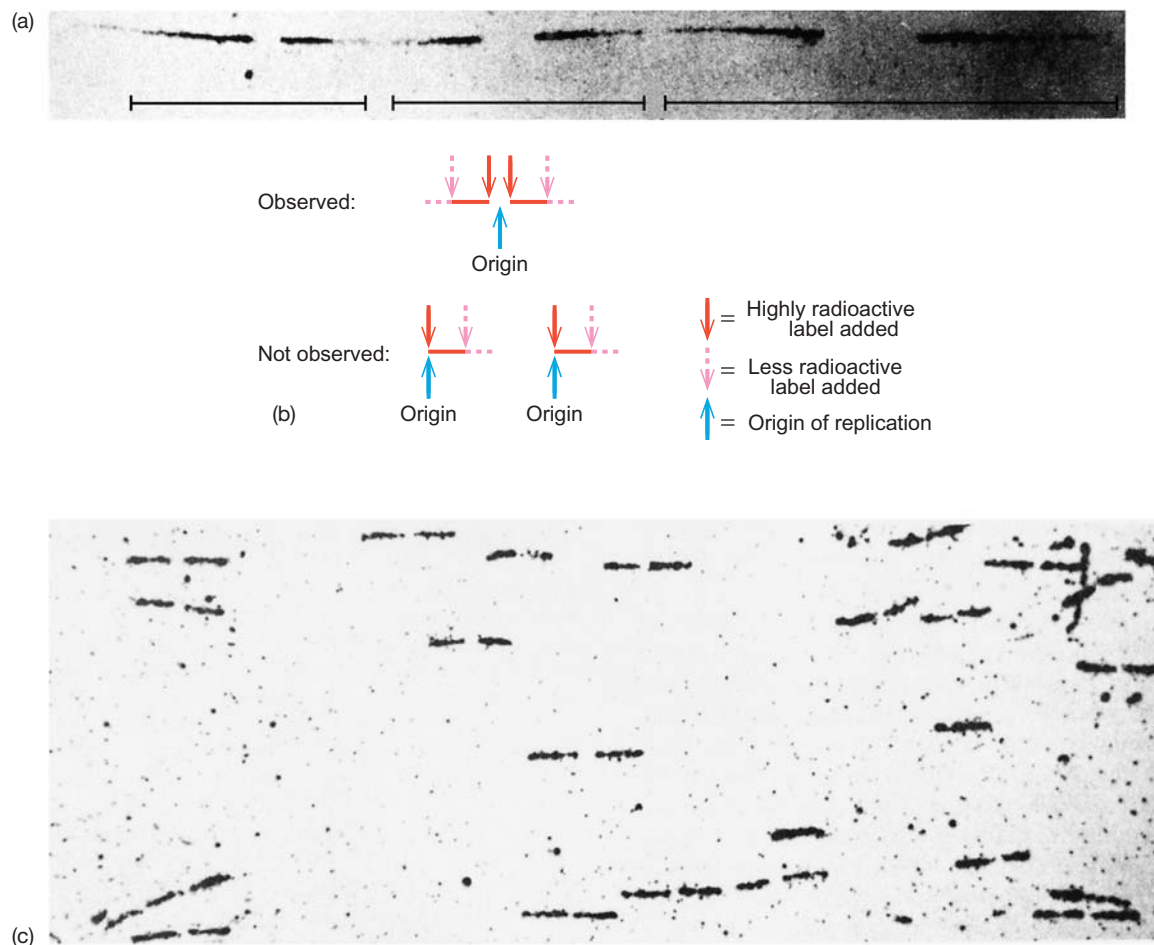 (a)
Observed:
Origin
Not observed:
Origin
Origin
(b)
= Highly radioactive
label added
= Less radioactive
label added
= Origin of replication
(c)